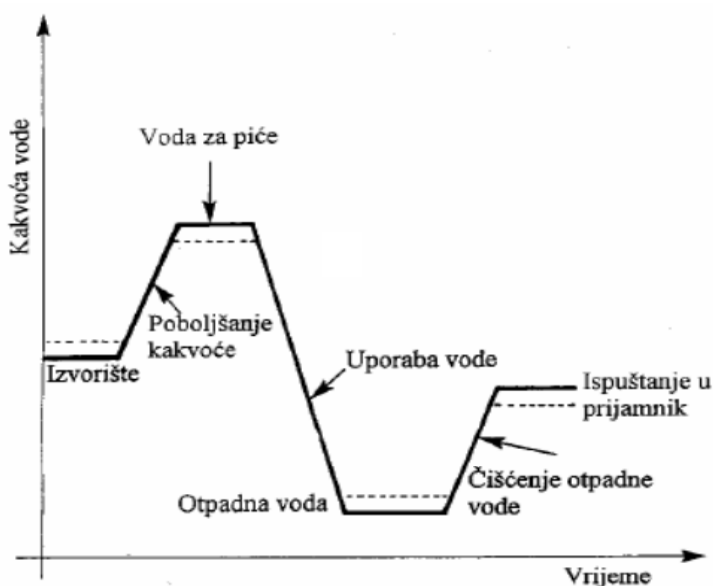 Kakvoća vode
Voda za piće
Poboljšanje
kakvoće
Izvorište
Uporaba vode
Ispuštanje u
prijamnik
Otpadna voda
Čišćenje otpadne
vode
Vrijeme